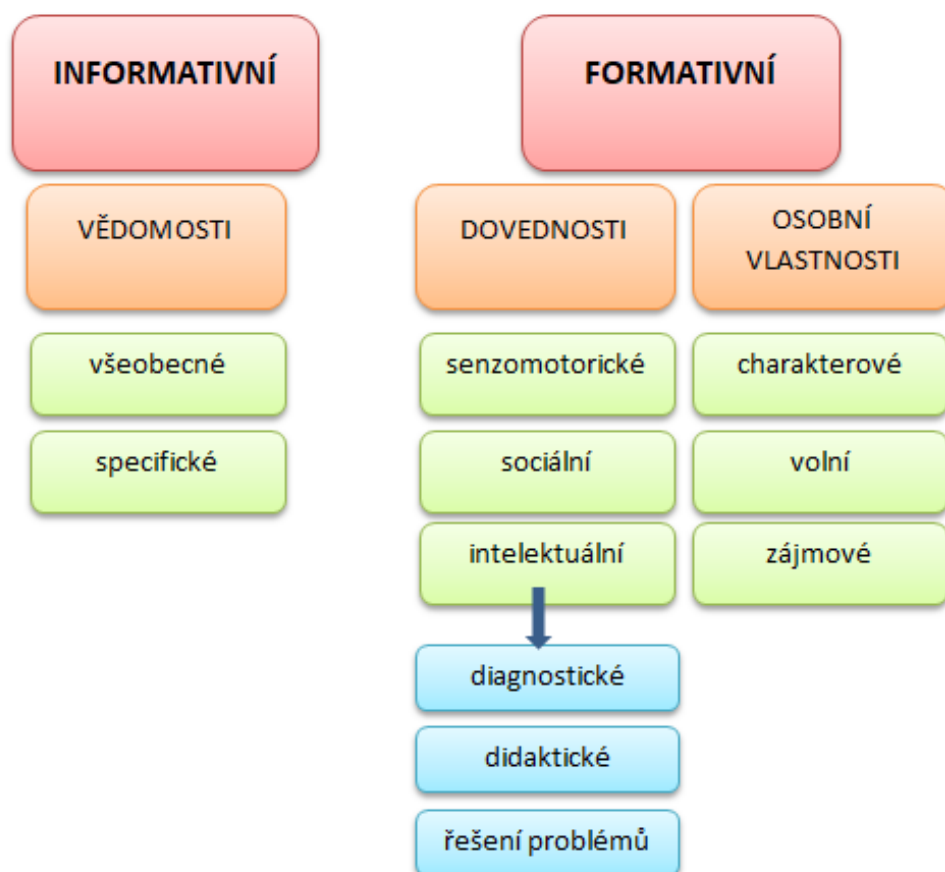 INFORMATIVNÍ
VĚDOMOSTI
všeobecné
specifické
FORMATIVNÍ
DOVEDNOSTI
senzomotorické
sociální
intelektuální
diagnostické
didaktické
řešení problémů
OSOBNÍ
VLASTNOSTI
charakterové
volní
zájmové